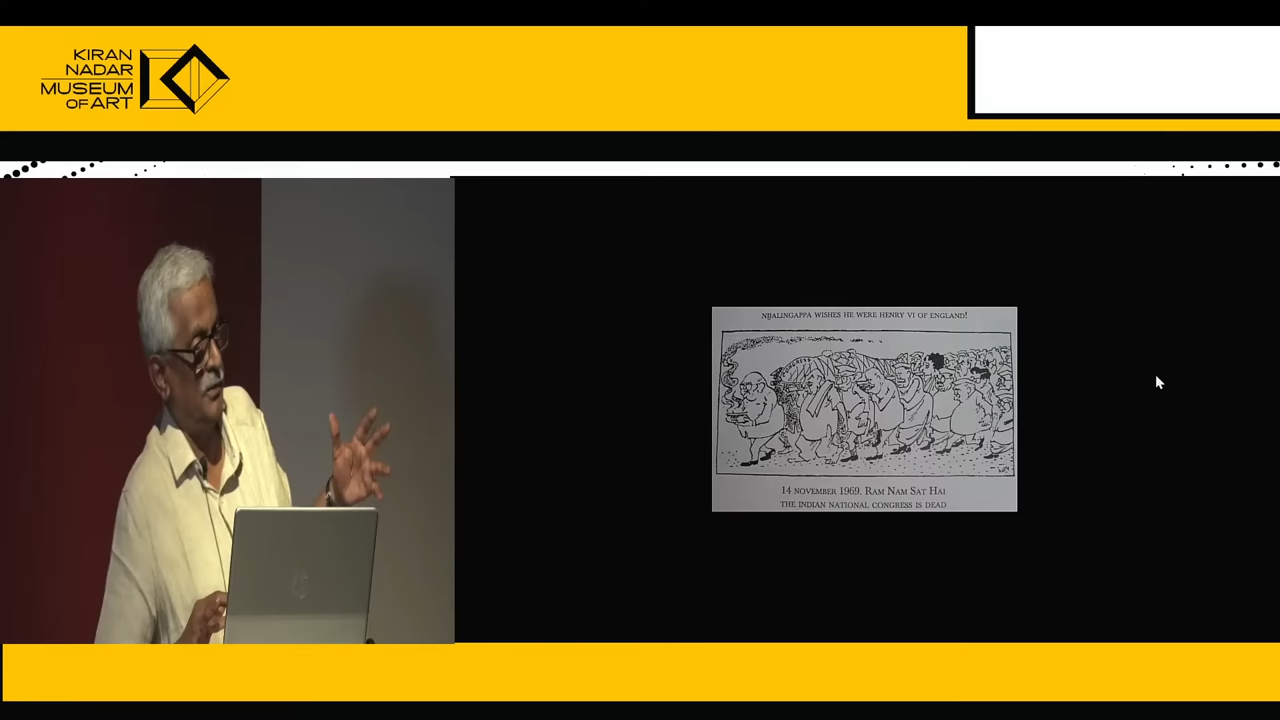 KIRAN
NADAR
MUSEUM
OF ART
NIJALINGAPPA WISHES HE WERE HENRY VI OF ENGLAND!
CONGRESS
14 NOVEMBER 1969. RAM NAM SAT HAI
THE INDIAN NATIONAL CONGRESS IS DEAD